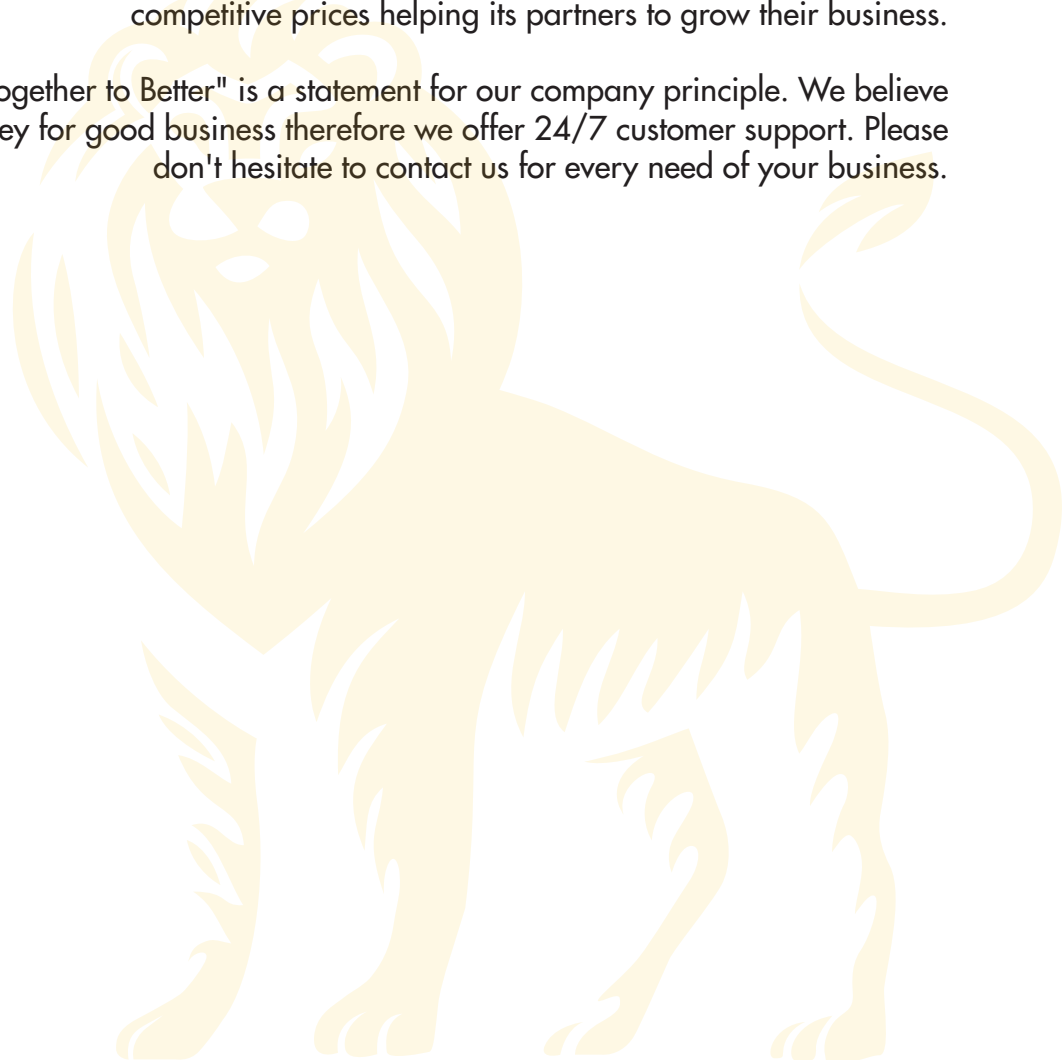 competitive prices helping its partners to grow their business.
ogether to Better" is a statement for our company principle. We believe
ey for good business therefore we offer 24/7 customer support. Please
don't hesitate to contact us for every need of your business.